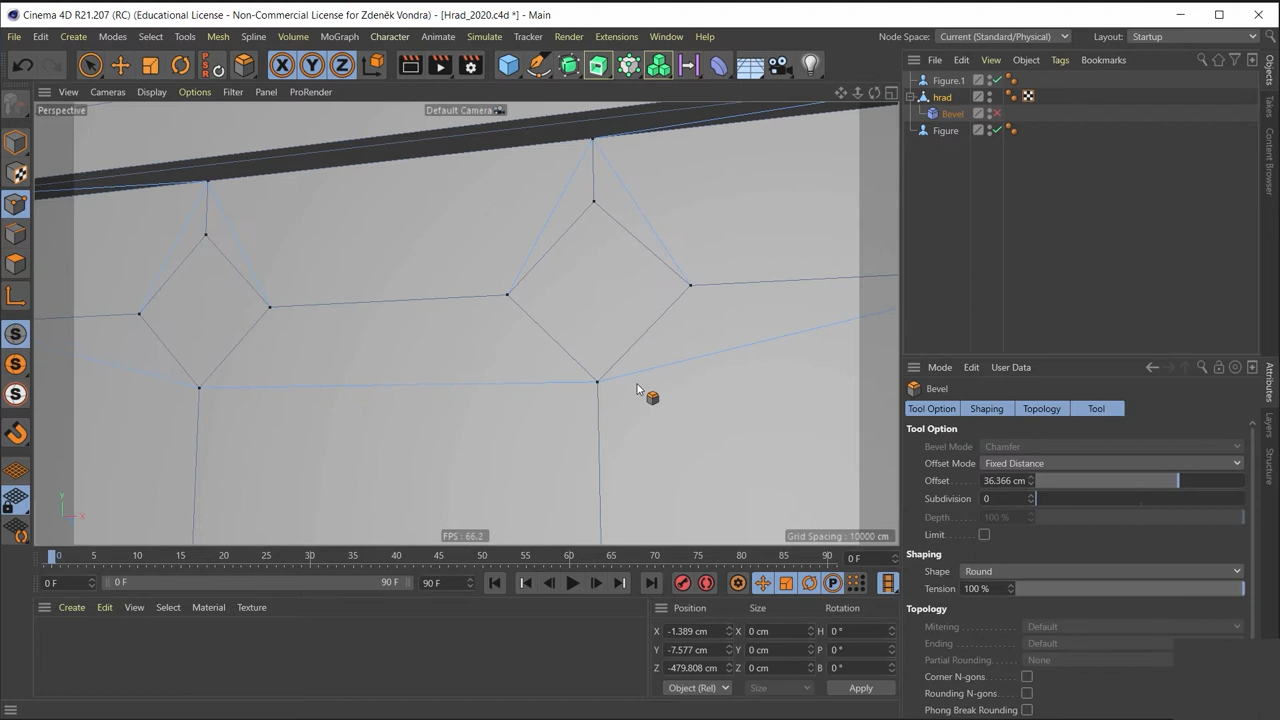 Cinema 4D R21.207 (RC) (Educational License - Non-Commercial License for Zdeněk Vondra) - [Hrad_2020.c4d *] - Main
File Edit Create Modes Select Tools Mesh Spline Volume MoGraph Character Animate Simulate Tracker Render Extensions Window Help Node Space: Current (Standard/Physical) Layout: Startup
X Y Z
PSR
0
View Cameras Display Options Filter Panel ProRender
File Edit View Object Tags Bookmarks
Perspective
Default Camera
Figure.1
hrad
Bevel
Figure
Objects
Takes
S
S
S
Y
X
FPS : 66.2
Grid Spacing : 10000 cm
Mode Edit User Data
Bevel
Tool Option Shaping Topology Tool
Tool Option
Bevel Mode Chamfer
Offset Mode Fixed Distance
Offset 36.366 cm
Subdivision 0
Depth 100 %
Limit
Shaping
Shape Round
Tension 100 %
Topology
Mitering Default
Ending Default
Partial Rounding None
Corner N-gons
Rounding N-gons
Phong Break Rounding
Attributes
Layers
Structure
0 5 10 15 20 25 30 35 40 45 50 55 60 65 70 75 80 85 90 0 F
0 F 0 F 90 F 90 F
P
Create Edit View Select Material Texture
Position Size Rotation
X -1.389 cm X 0 cm H 0 °
Y -7.577 cm Y 0 cm P 0 °
Z -479.808 cm Z 0 cm B 0 °
Object (Rel) Size Apply